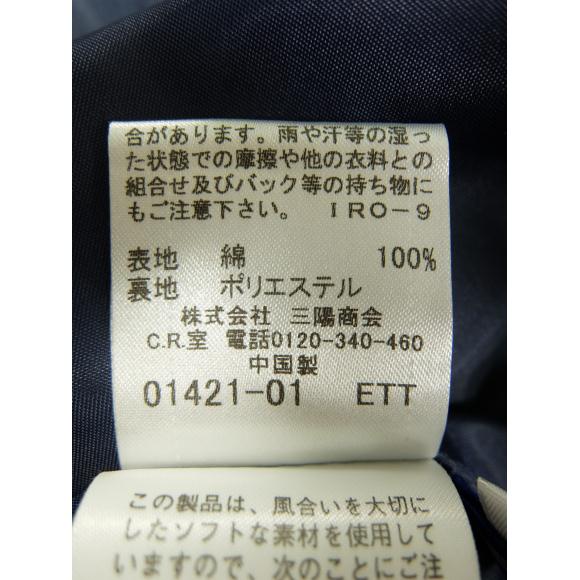 合があります。雨や汗等の湿っ
た状態での摩擦や他の衣料との
組合せ及びバック等の持ち物に
もご注意下さい。 IRO-9
表地 綿 100%
裏地 ポリエステル
株式会社 三陽商会
C.R.室 電話0120-340-460
中国製
01421-01 ETT
この製品は、風合いを大切に
したソフトな素材を使用して
いますので、次のことにご注